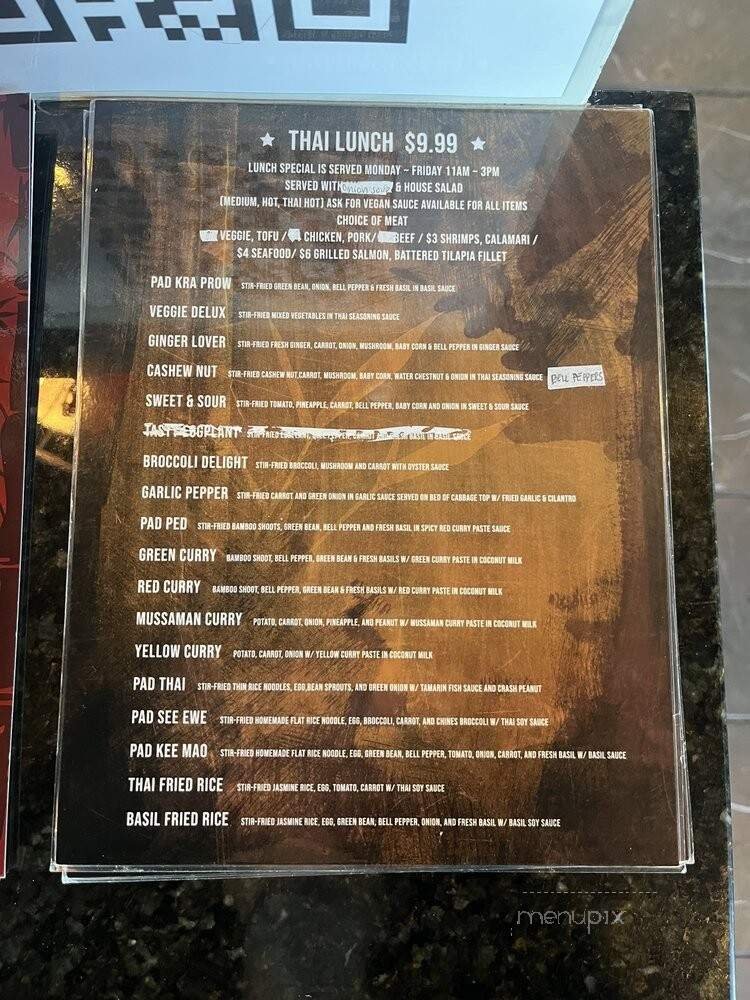 THAI LUNCH $9.99
LUNCH SPECIAL IS SERVED MONDAY - FRIDAY 11AM - 3PM
SERVED WITH Onion Soup & HOUSE SALAD
(MEDIUM, HOT, THAI HOT) ASK FOR VEGAN SAUCE AVAILABLE FOR ALL ITEMS
CHOICE OF MEAT
VEGGIE, TOFU / CHICKEN, PORK/ BEEF / $3 SHRIMPS, CALAMARI /
$4 SEAFOOD/ $6 GRILLED SALMON, BATTERED TILAPIA FILLET
PAD KRA PROW STIR-FRIED GREEN BEAN, ONION, BELL PEPPER & FRESH BASIL IN BASIL SAUCE
VEGGIE DELUX STIR-FRIED MIXED VEGETABLES IN THAI SEASONING SAUCE
GINGER LOVER STIR-FRIED FRESH GINGER, CARROT, ONION, MUSHROOM, BABY CORN & BELL PEPPER IN GINGER SAUCE
CASHEW NUT STIR-FRIED CASHEW NUT,CARROT, MUSHROOM, BABY CORN, WATER CHESTNUT & ONION IN THAI SEASONING SAUCE BELL PEPPERS
SWEET & SOUR STIR-FRIED TOMATO, PINEAPPLE, CARROT, BELL PEPPER, BABY CORN AND ONION IN SWEET & SOUR SAUCE
TASTY EGGPLANT STIR-FRIED EGGPLANT, BELL PEPPER, CARROT BASIL IN BASIL SAUCE
BROCCOLI DELIGHT STIR-FRIED BROCCOLI, MUSHROOM AND CARROT WITH OYSTER SAUCE
GARLIC PEPPER STIR-FRIED CARROT AND GREEN ONION IN GARLIC SAUCE SERVED ON BED OF CABBAGE TOP W/ FRIED GARLIC & CILANTRO
PAD PED STIR-FRIED BAMBOO SHOOTS, GREEN BEAN, BELL PEPPER AND FRESH BASIL IN SPICY RED CURRY PASTE SAUCE
GREEN CURRY BAMBOO SHOOT, BELL PEPPER, GREEN BEAN & FRESH BASILS W/ GREEN CURRY PASTE IN COCONUT MILK
RED CURRY BAMBOO SHOOT, BELL PEPPER, GREEN BEAN & FRESH BASILS W/ RED CURRY PASTE IN COCONUT MILK
MUSSAMAN CURRY POTATO, CARROT, ONION, PINEAPPLE, AND PEANUT W/ MUSSAMAN CURRY PASTE IN COCONUT MILK
YELLOW CURRY POTATO, CARROT, ONION W/ YELLOW CURRY PASTE IN COCONUT MILK
PAD THAI STIR-FRIED THIN RICE NOODLES, EGG,BEAN SPROUTS, AND GREEN ONION W/ TAMARIN FISH SAUCE AND CRASH PEANUT
PAD SEE EWE STIR-FRIED HOMEMADE FLAT RICE NOODLE, EGG, BROCCOLI, CARROT, AND CHINES BROCCOLI W/ THAI SOY SAUCE
PAD KEE MAO STIR-FRIED HOMEMADE FLAT RICE NOODLE, EGG, GREEN BEAN, BELL PEPPER, TOMATO, ONION, CARROT, AND FRESH BASIL W/ BASIL SAUCE
THAI FRIED RICE STIR-FRIED JASMINE RICE, EGG, TOMATO, CARROT W/ THAI SOY SAUCE
BASIL FRIED RICE STIR-FRIED JASMINE RICE, EGG, GREEN BEAN, BELL PEPPER, ONION, AND FRESH BASIL W/ BASIL SOY SAUCE
menupix